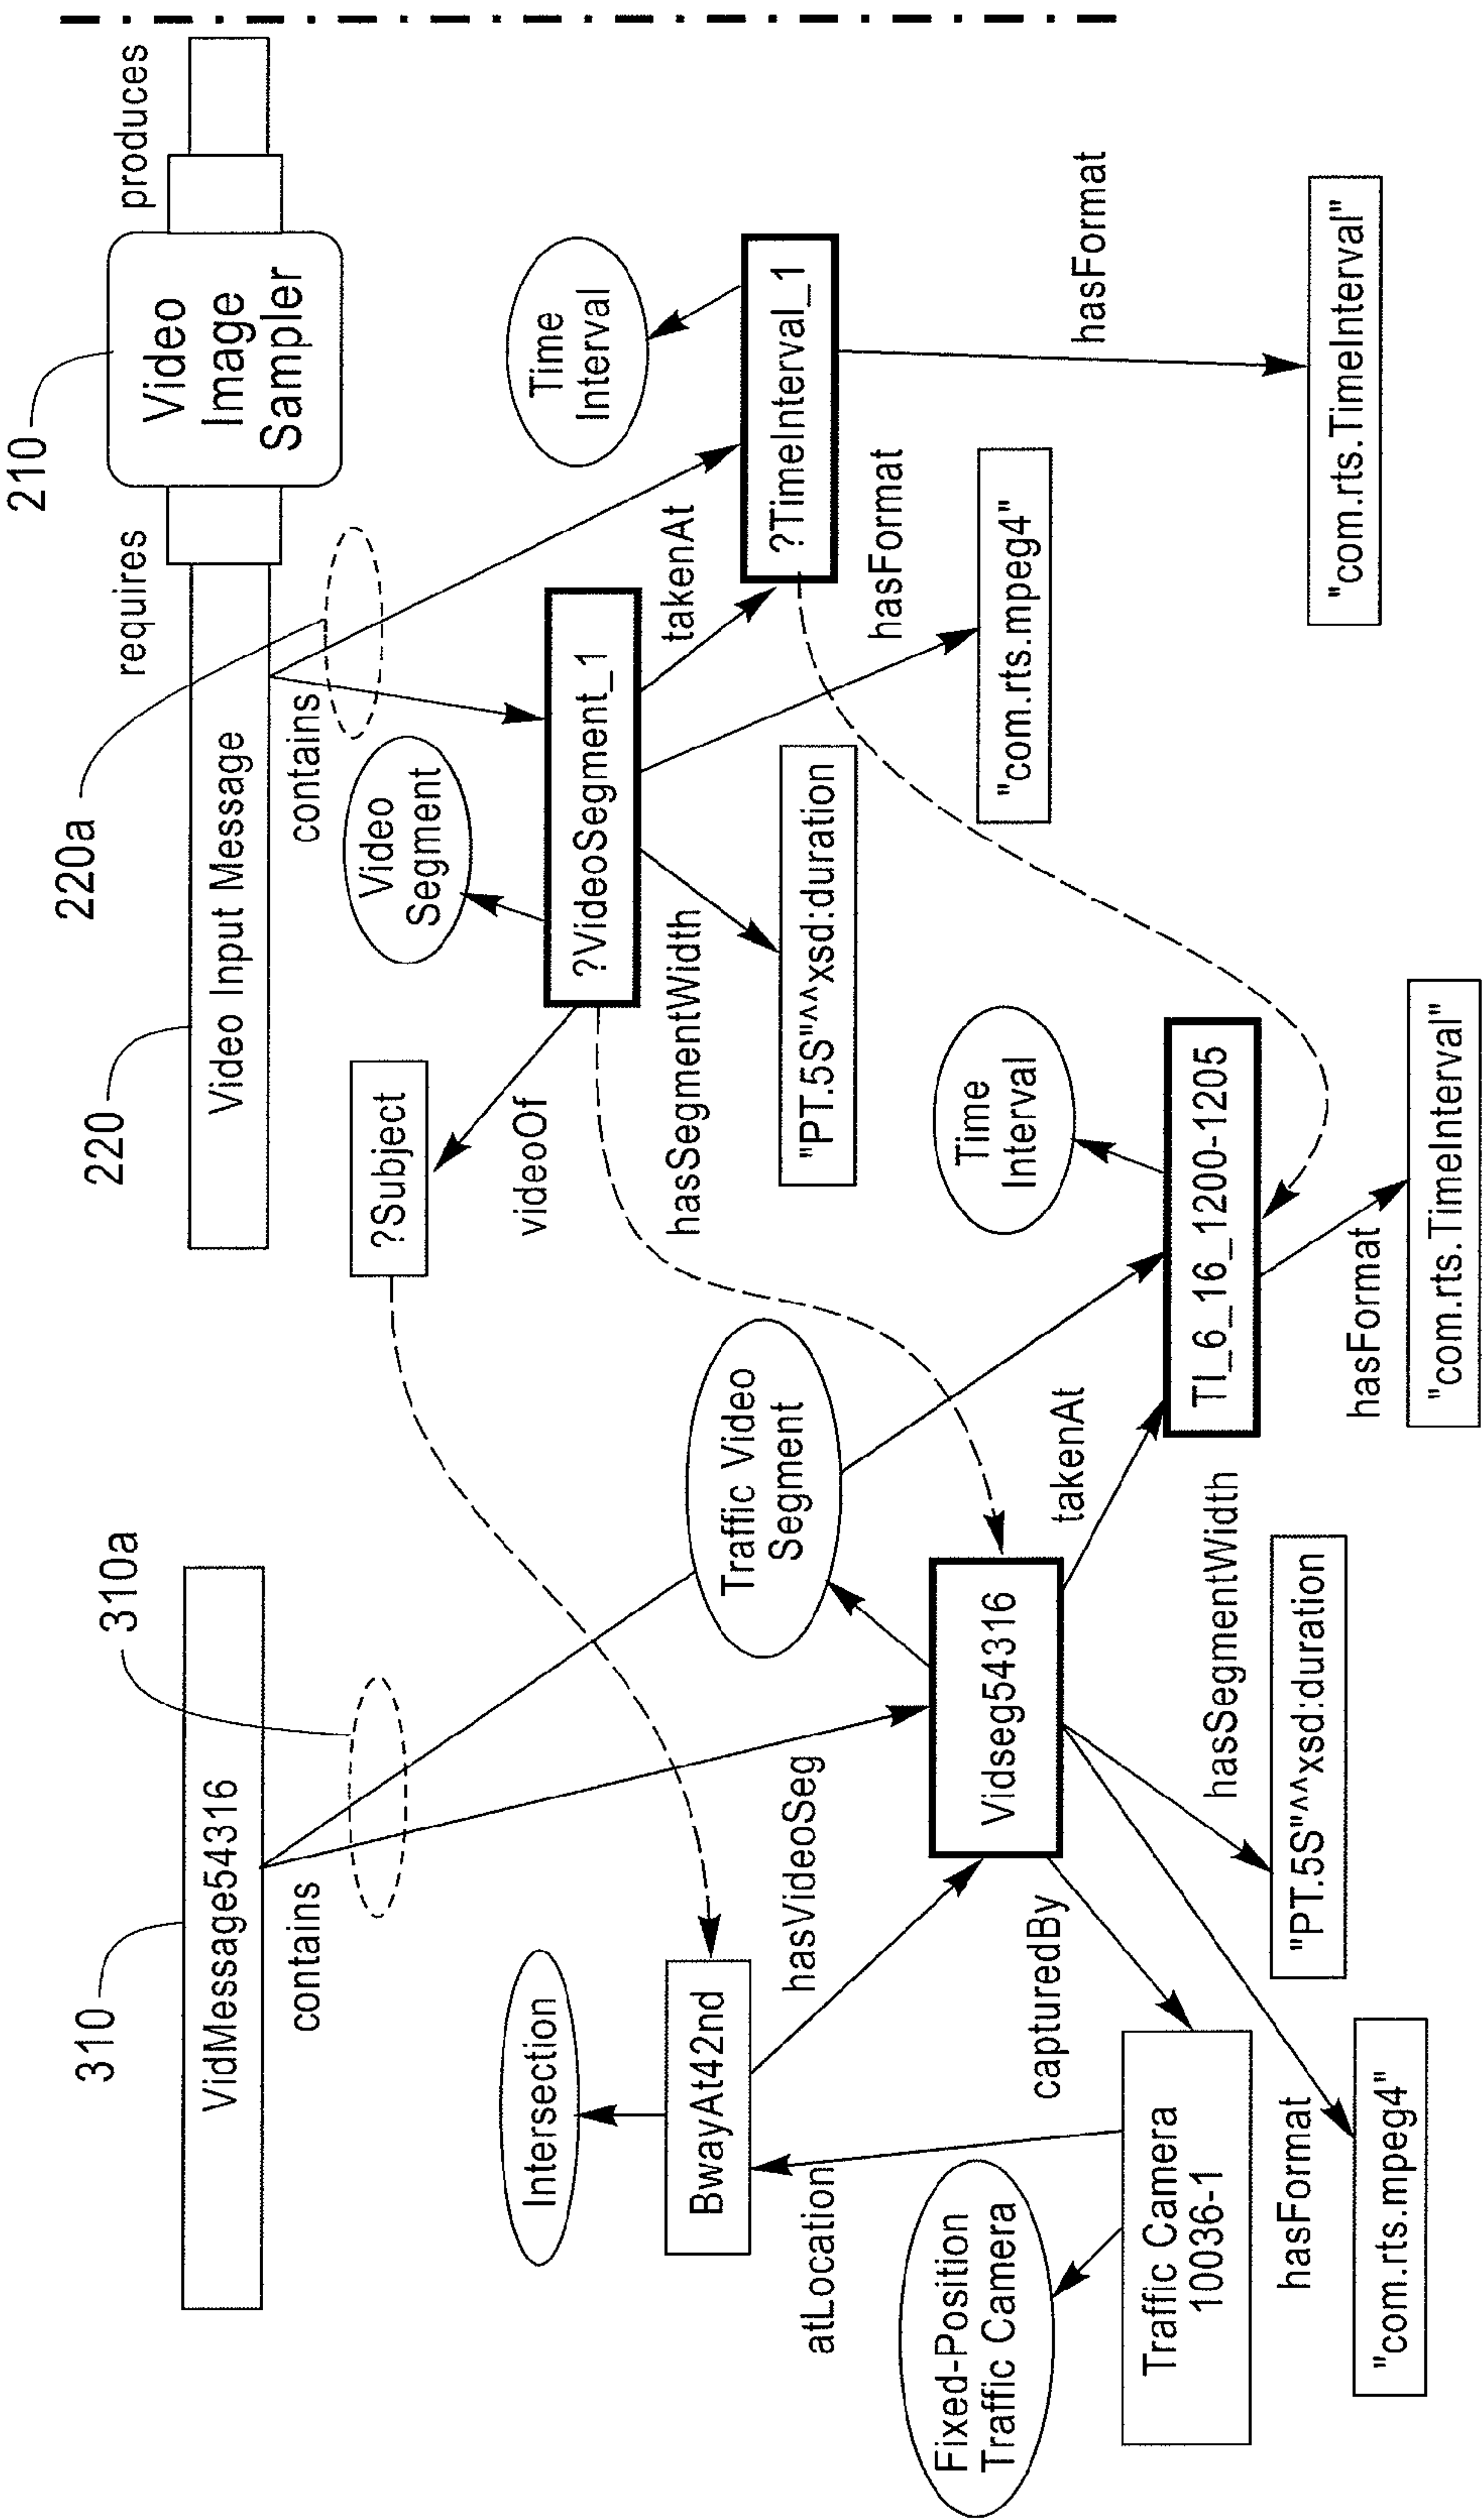 310
VidMessage54316
contains
310a
220
Video Input Message
220a
requires
contains
210
Video
Image
Sampler
produces
Intersection
BwayAt42nd
hasVideoSeg
atLocation
Fixed-Position
Traffic Camera
Traffic Camera
10036-1
capturedBy
Vidseg54316
Traffic Video
Segment
hasFormat
"com.rts.mpeg4"
hasSegmentWidth
"PT.5S"^^xsd:duration
takenAt
TI_6_16_1200-1205
Time
Interval
hasFormat
"com.rts.TimeInterval"
?Subject
videoOf
Video
Segment
?VideoSegment_1
hasSegmentWidth
"PT.5S"^^xsd:duration
takenAt
hasFormat
"com.rts.mpeg4"
Time
Interval
?TimeInterval_1
hasFormat
"com.rts.TimeInterval"